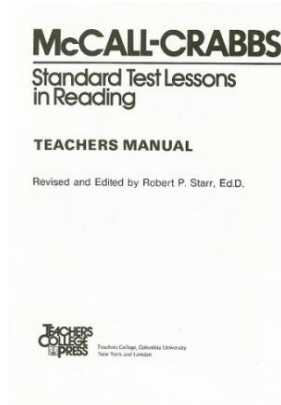 McCALL-CRABBS
Standard Test Lessons
in Reading
TEACHERS MANUAL
Revised and Edited by Robert P. Starr, Ed.D.
TEACHERS
COLLEGE
PRESS
Teachers College, Columbia University
New York and London